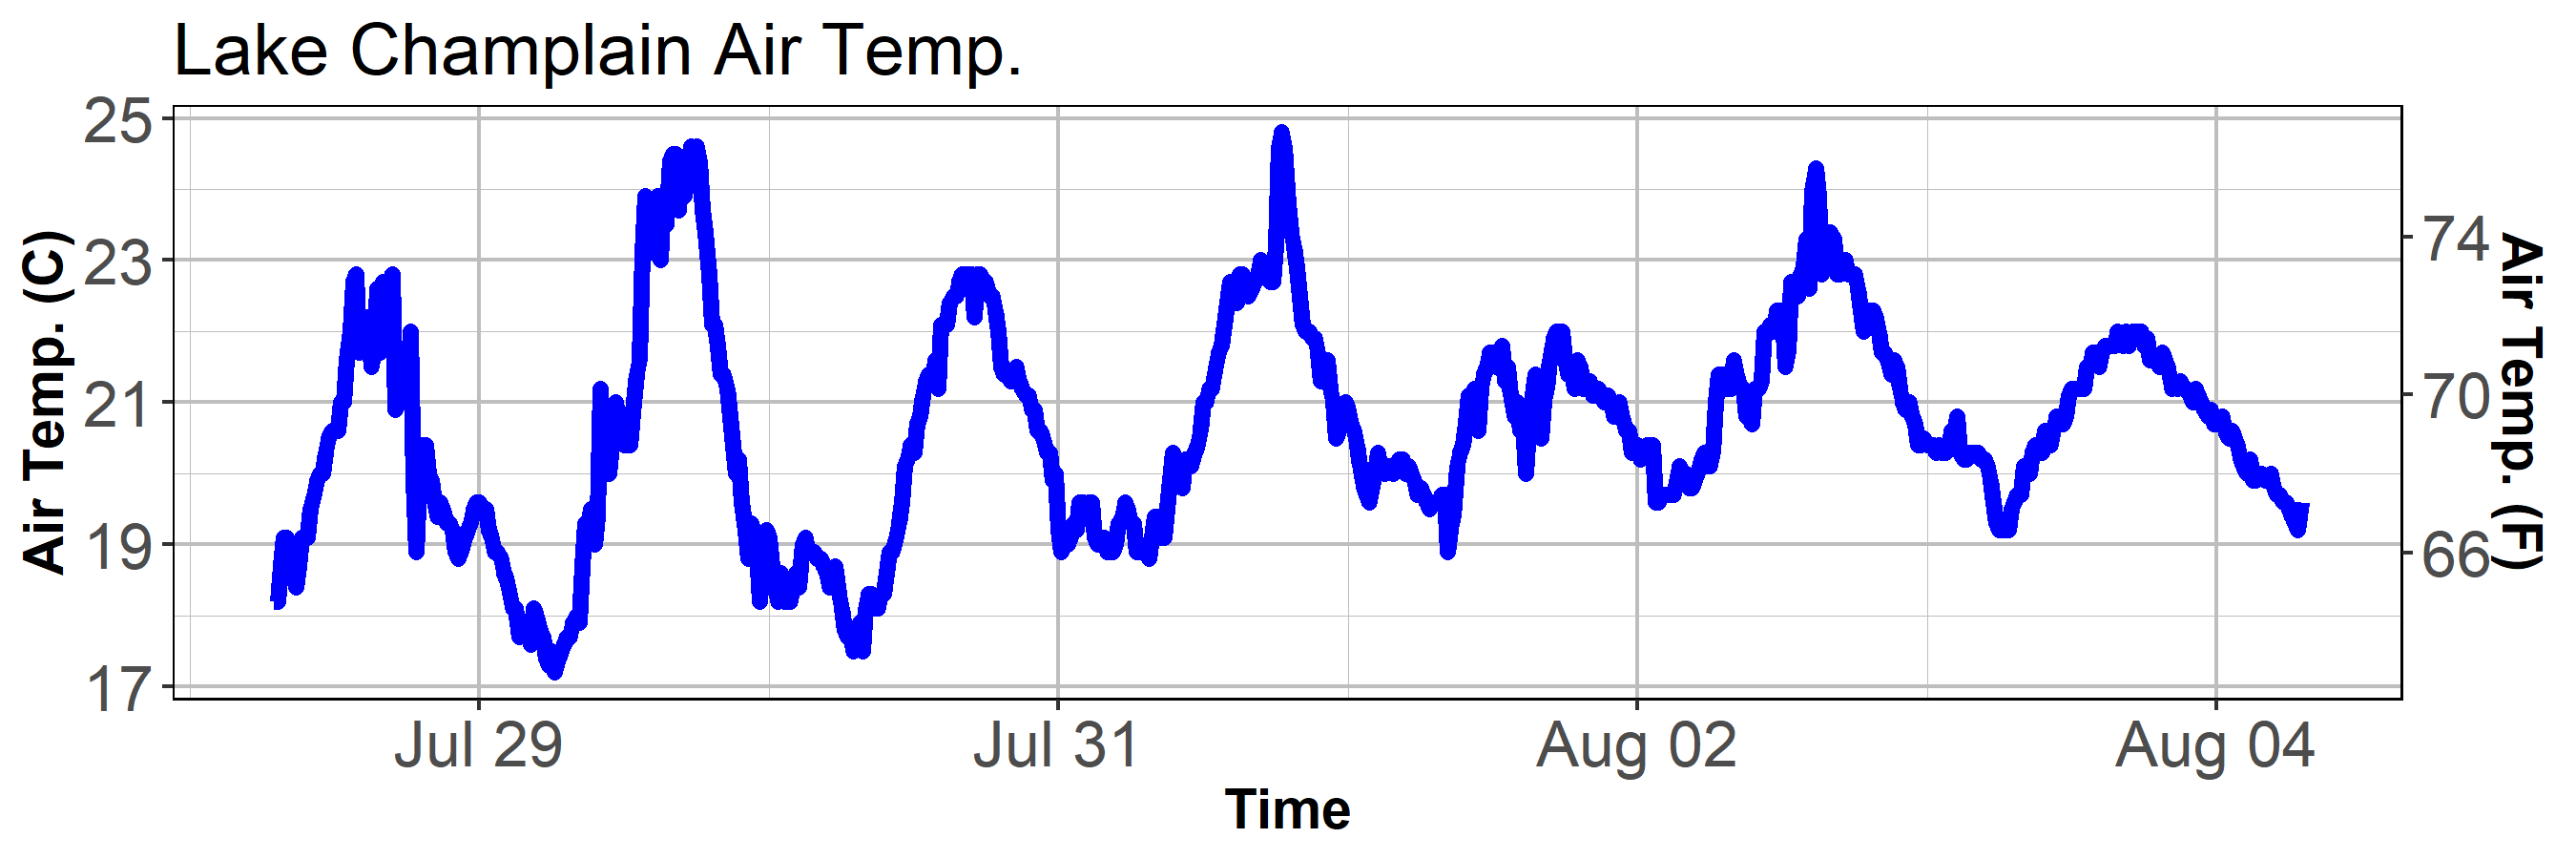 Lake Champlain Air Temp.
25
23
21
19
17
Air Temp. (C)
74
70
66
Air Temp. (F)
Jul 29
Jul 31
Aug 02
Aug 04
Time